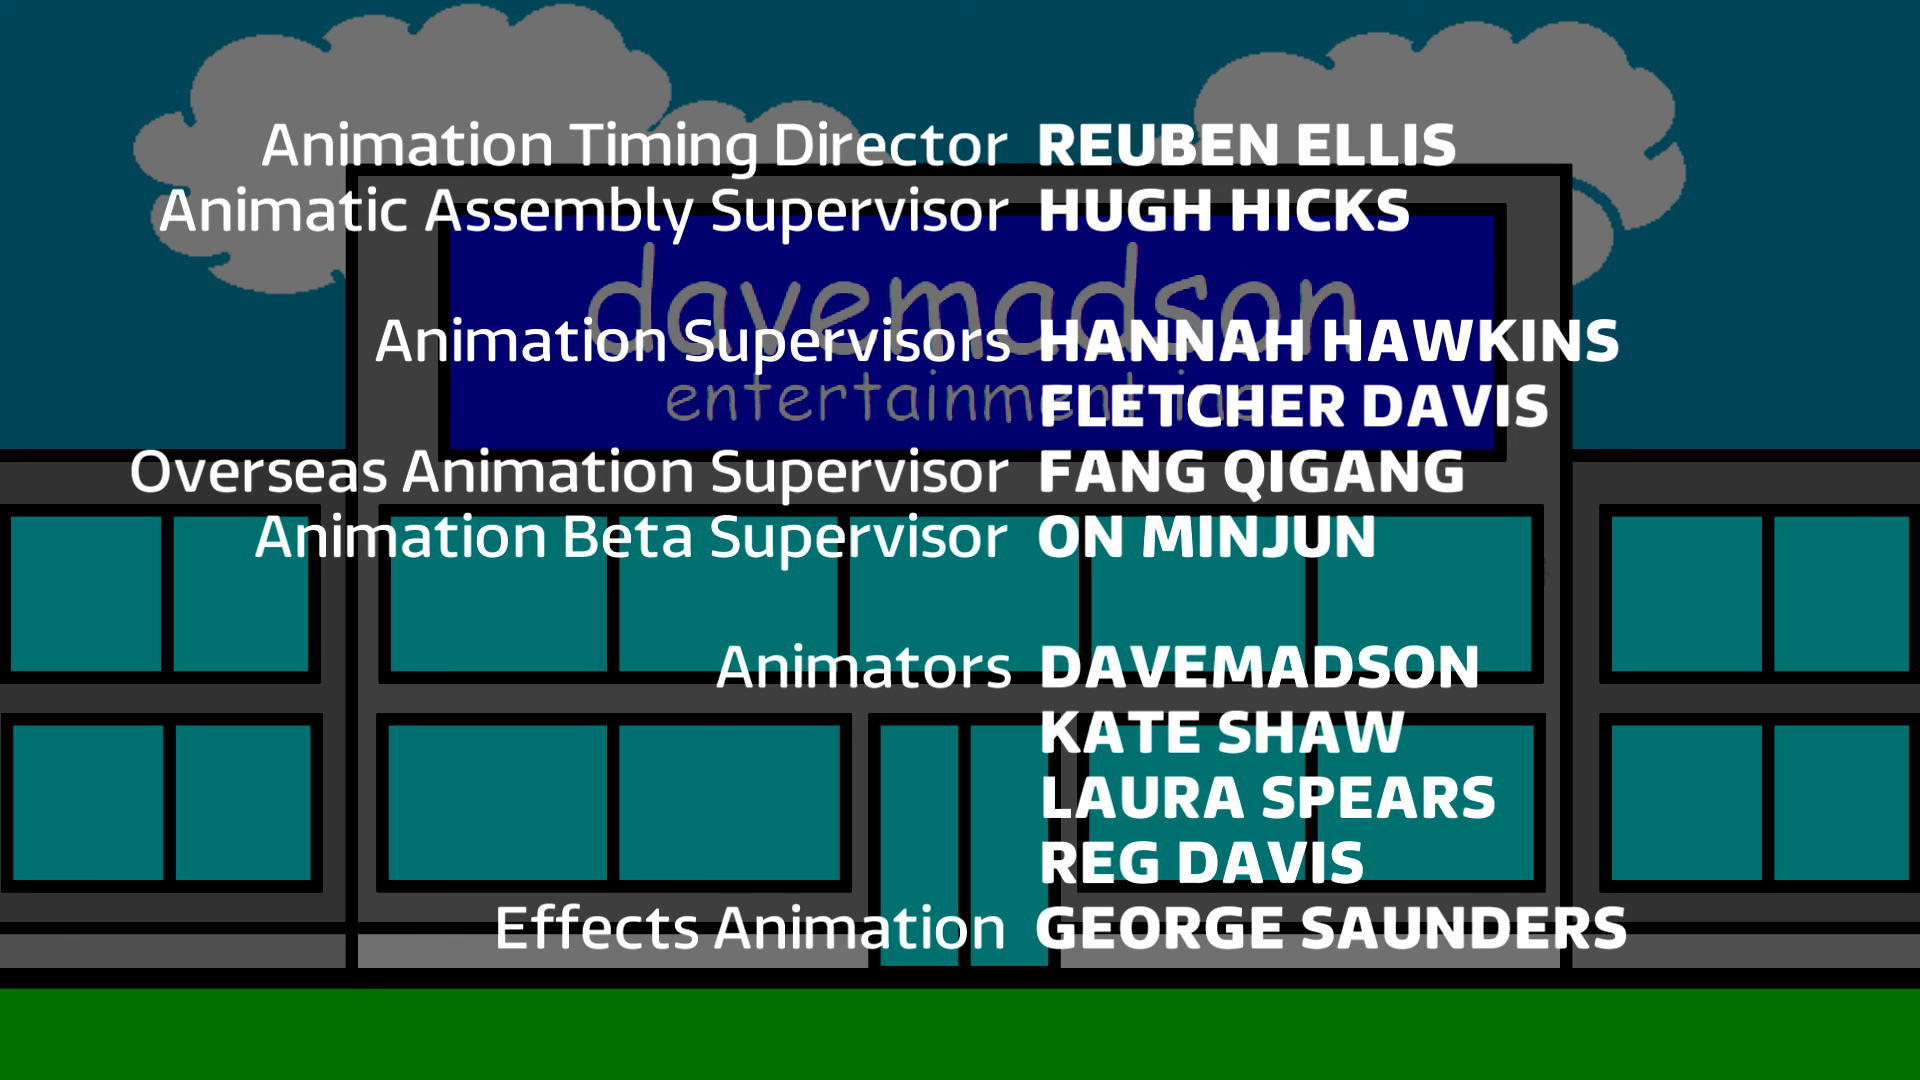 Animation Timing Director REUBEN ELLIS
Animatic Assembly Supervisor HUGH HICKS
davemadson
Animation Supervisors HANNAH HAWKINS
entertainment inc
FLETCHER DAVIS
Overseas Animation Supervisor FANG QIGANG
Animation Beta Supervisor ON MINJUN
Animators DAVEMADSON
KATE SHAW
LAURA SPEARS
REG DAVIS
Effects Animation GEORGE SAUNDERS